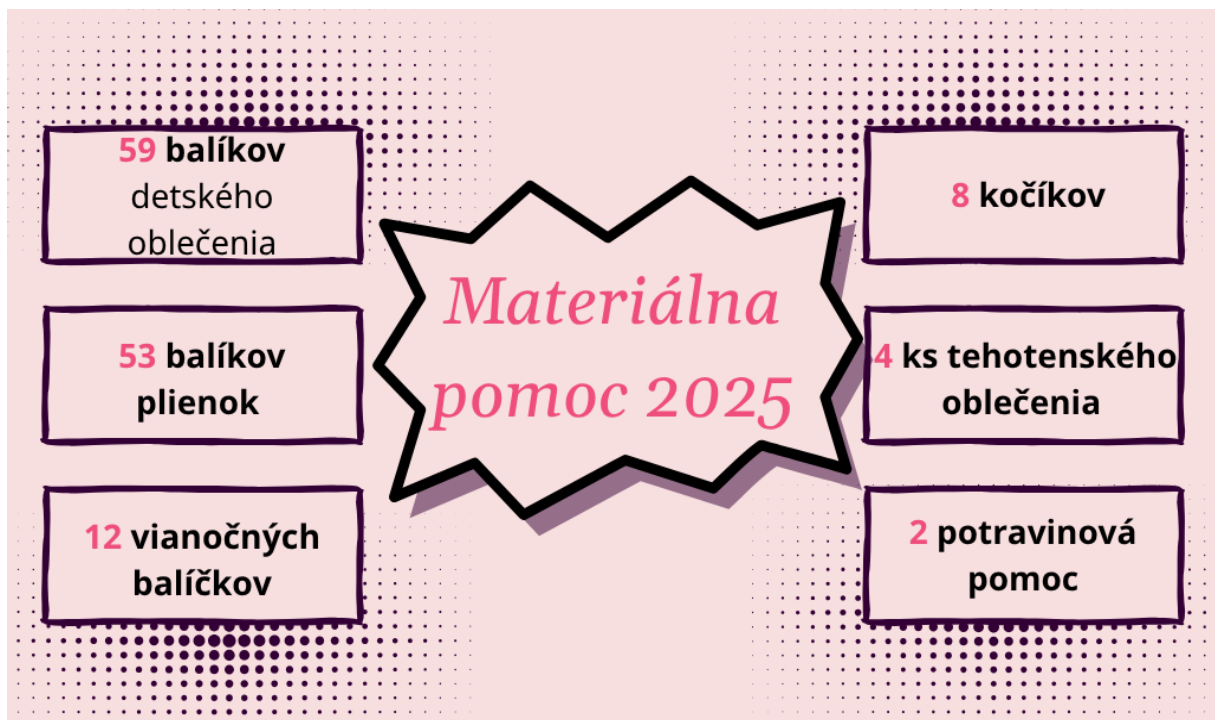 59 balíkov
detského
oblečenia
53 balíkov
plienok
12 vianočných
balíčkov
Materiálna
pomoc 2025
8 kočíkov
ks tehotenského
oblečenia
2 potravinová
pomoc